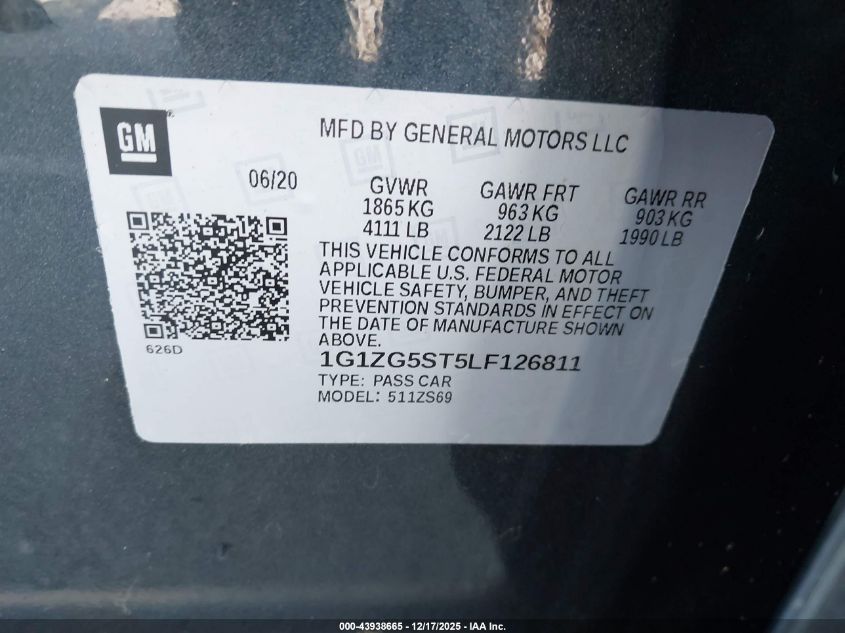 GM
MFD BY GENERAL MOTORS LLC
06/20
GVWR
1865 KG
4111 LB
GAWR FRT
963 KG
2122 LB
GAWR RR
903 KG
1990 LB
THIS VEHICLE CONFORMS TO ALL
APPLICABLE U.S. FEDERAL MOTOR
VEHICLE SAFETY, BUMPER, AND THEFT
PREVENTION STANDARDS IN EFFECT ON
THE DATE OF MANUFACTURE SHOWN
ABOVE.
626D
1G1ZG5ST5LF126811
TYPE: PASS CAR
MODEL: 511ZS69
000-43938665 • 12/17/2025 - IAA Inc.